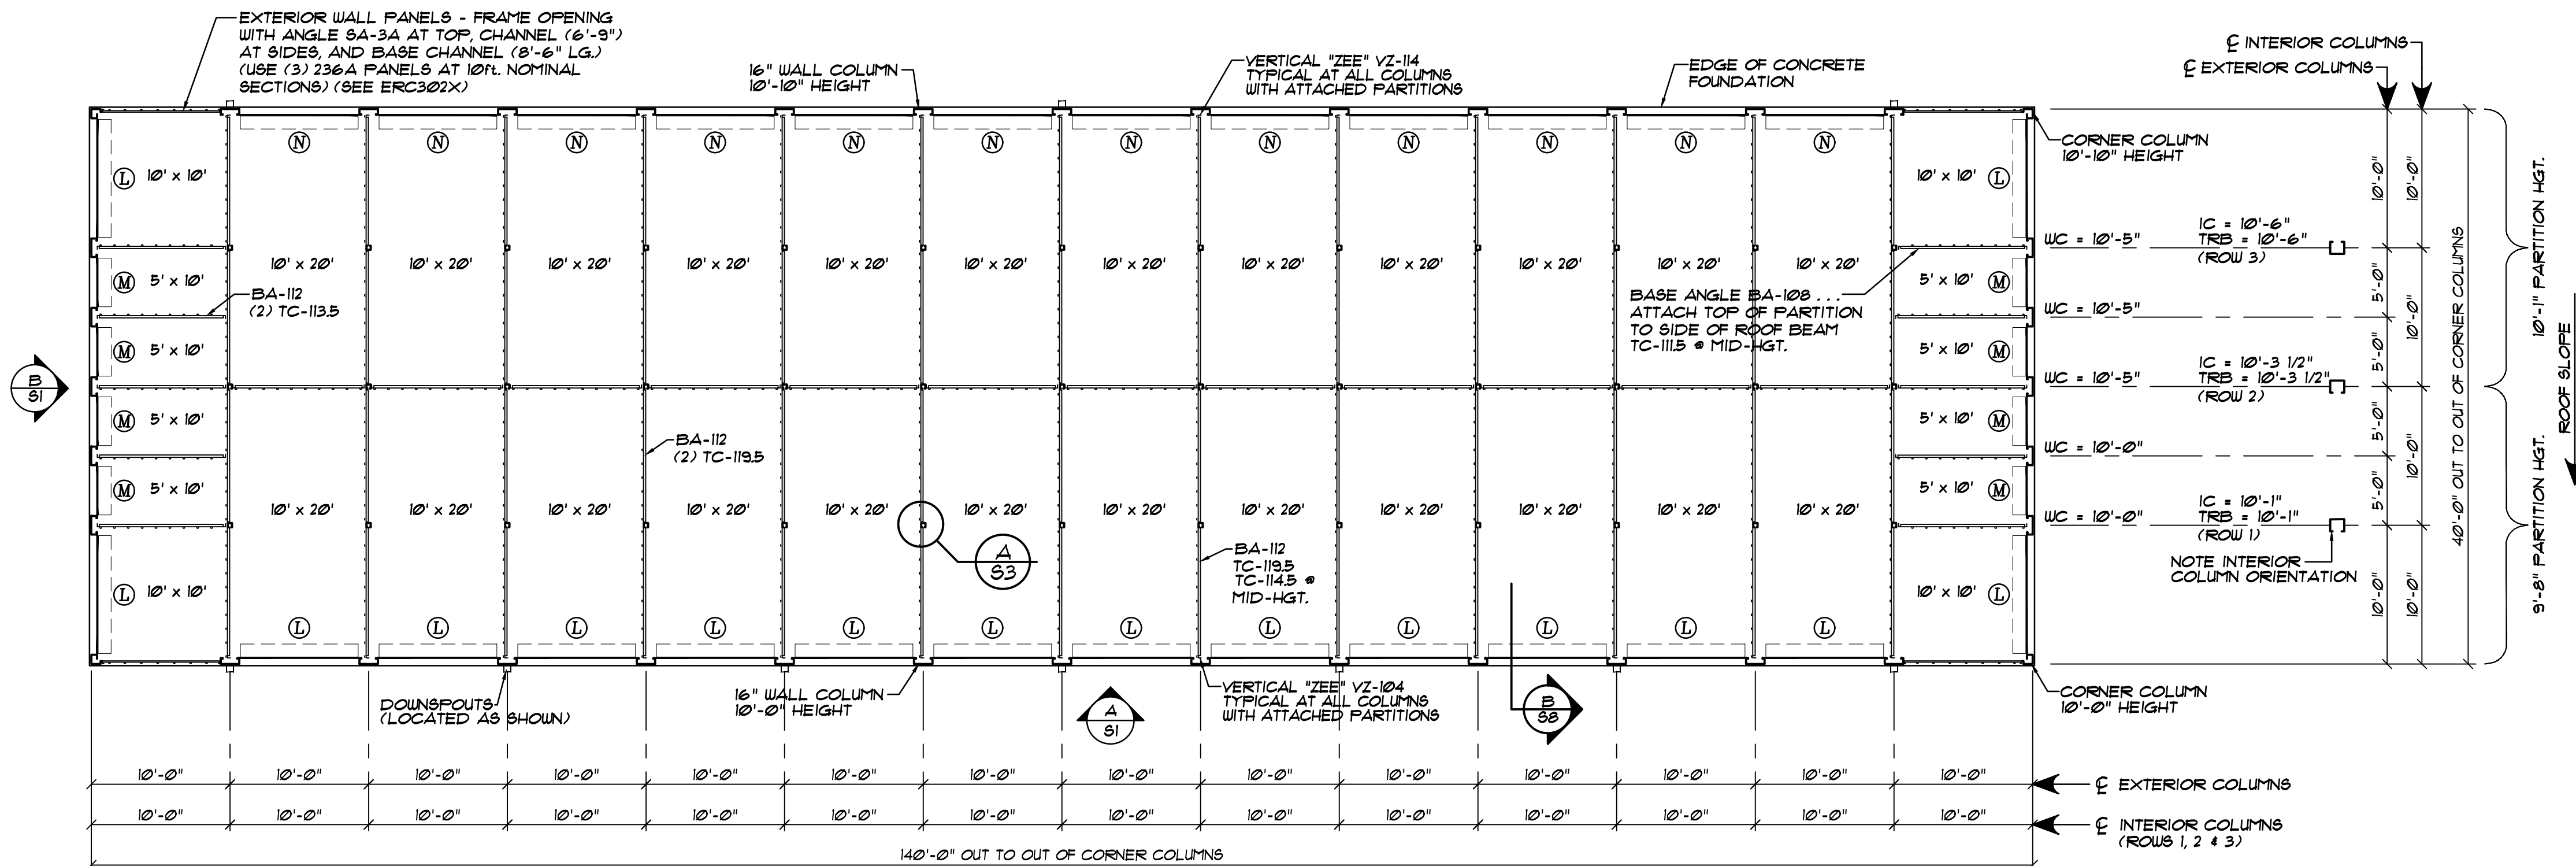 EXTERIOR WALL PANELS - FRAME OPENING
WITH ANGLE SA-3A AT TOP, CHANNEL (6'-9")
AT SIDES, AND BASE CHANNEL (8'-6" LG.)
(USE (3) 236A PANELS AT 10ft. NOMINAL
SECTIONS) (SEE ERC302X)
16" WALL COLUMN
10'-10" HEIGHT
VERTICAL "ZEE" VZ-114
TYPICAL AT ALL COLUMNS
WITH ATTACHED PARTITIONS
EDGE OF CONCRETE
FOUNDATION
℄ INTERIOR COLUMNS
℄ EXTERIOR COLUMNS
CORNER COLUMN
10'-10" HEIGHT
N N N N N N N N N N N N
L 10' x 10'
10' x 10' L
10' x 20' 10' x 20' 10' x 20' 10' x 20' 10' x 20' 10' x 20' 10' x 20' 10' x 20' 10' x 20' 10' x 20' 10' x 20' 10' x 20'
M 5' x 10'
5' x 10' M
BA-112
(2) TC-113.5
BASE ANGLE BA-108 . . .
ATTACH TOP OF PARTITION
TO SIDE OF ROOF BEAM
TC-111.5 @ MID-HGT.
M 5' x 10'
5' x 10' M
B
S1
M 5' x 10'
5' x 10' M
BA-112
(2) TC-119.5
M 5' x 10'
5' x 10' M
10' x 20' 10' x 20' 10' x 20' 10' x 20' 10' x 20' 10' x 20' 10' x 20' 10' x 20' 10' x 20' 10' x 20' 10' x 20' 10' x 20'
A
S3
BA-112
TC-119.5
TC-114.5 @
MID-HGT.
L 10' x 10'
10' x 10' L
L L L L L L L L L L L L
WC = 10'-5"
IC = 10'-6"
TRB = 10'-6"
(ROW 3)
WC = 10'-5"
WC = 10'-5"
IC = 10'-3 1/2"
TRB = 10'-3 1/2"
(ROW 2)
WC = 10'-0"
WC = 10'-0"
IC = 10'-1"
TRB = 10'-1"
(ROW 1)
NOTE INTERIOR
COLUMN ORIENTATION
10'-0"
5'-0"
5'-0"
5'-0"
5'-0"
10'-0"
10'-0"
10'-0"
10'-0"
10'-0"
40'-0" OUT TO OUT OF CORNER COLUMNS
10'-1" PARTITION HGT.
9'-8" PARTITION HGT.
ROOF SLOPE
DOWNSPOUTS
(LOCATED AS SHOWN)
16" WALL COLUMN
10'-0" HEIGHT
A
S1
VERTICAL "ZEE" VZ-104
TYPICAL AT ALL COLUMNS
WITH ATTACHED PARTITIONS
B
S8
CORNER COLUMN
10'-0" HEIGHT
10'-0" 10'-0" 10'-0" 10'-0" 10'-0" 10'-0" 10'-0" 10'-0" 10'-0" 10'-0" 10'-0" 10'-0" 10'-0" 10'-0"
℄ EXTERIOR COLUMNS
10'-0" 10'-0" 10'-0" 10'-0" 10'-0" 10'-0" 10'-0" 10'-0" 10'-0" 10'-0" 10'-0" 10'-0" 10'-0" 10'-0"
℄ INTERIOR COLUMNS
(ROWS 1, 2 & 3)
140'-0" OUT TO OUT OF CORNER COLUMNS